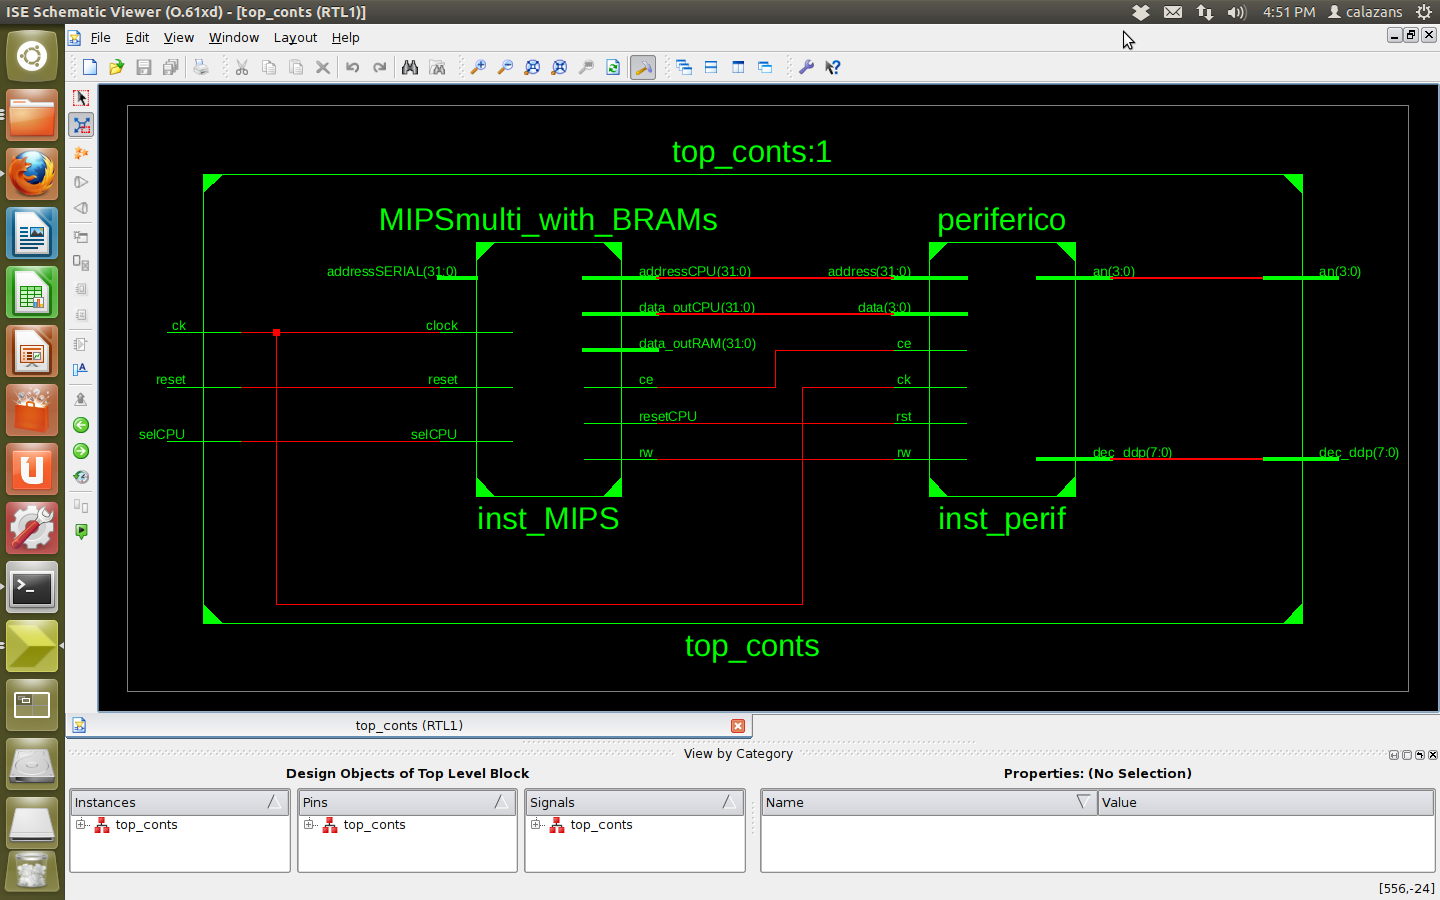 ISE Schematic Viewer (O.61xd) - [top_conts (RTL1)]
4:51 PM
calazans
File Edit View Window Layout Help
top_conts:1
MIPSmulti_with_BRAMs
periferico
addressSERIAL(31:0)
addressCPU(31:0)
address(31:0)
an(3:0)
an(3:0)
data_outCPU(31:0)
data(3:0)
ck
clock
data_outRAM(31:0)
ce
reset
reset
ce
ck
resetCPU
rst
selCPU
selCPU
rw
rw
dec_ddp(7:0)
dec_ddp(7:0)
inst_MIPS
inst_perif
top_conts
top_conts (RTL1)
View by Category
Design Objects of Top Level Block
Properties: (No Selection)
Instances
Pins
Signals
Name
Value
top_conts
top_conts
top_conts
[556,-24]